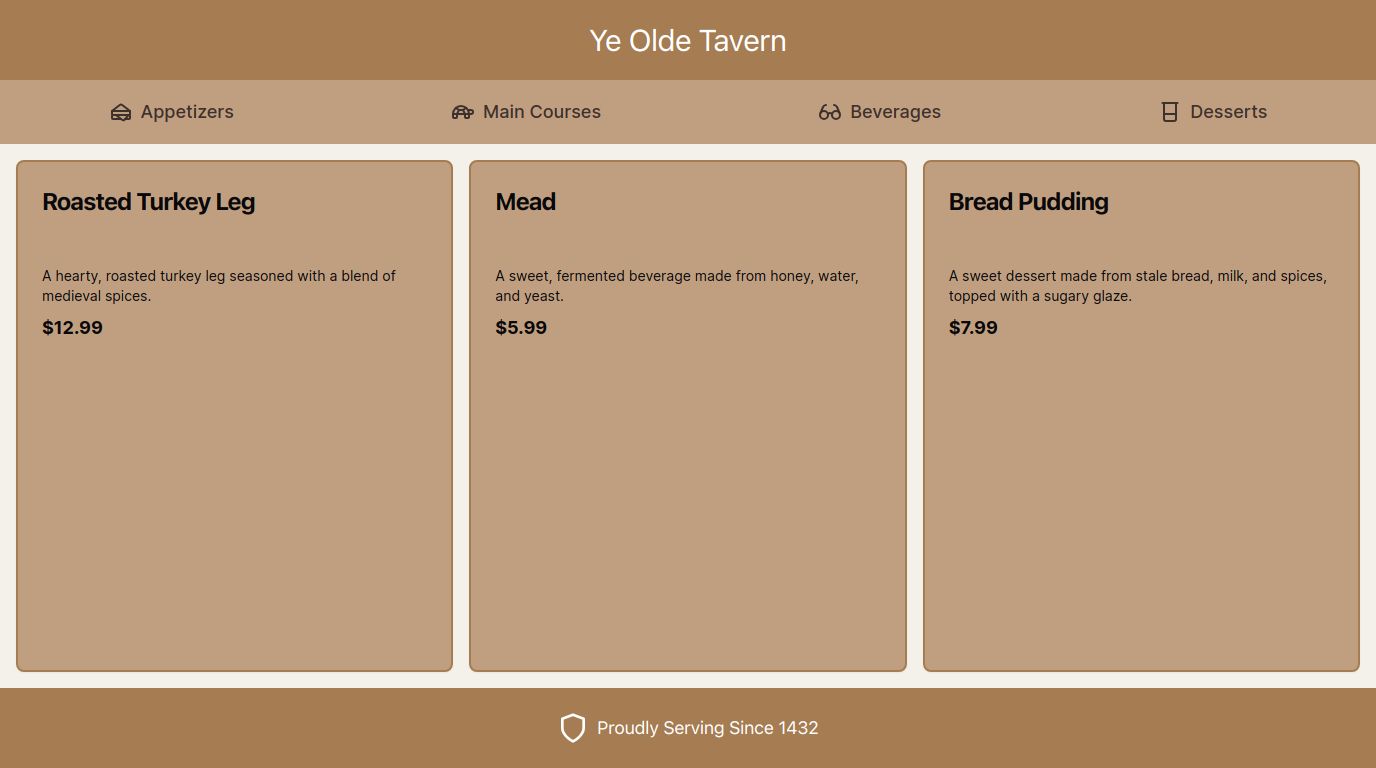 Ye Olde Tavern
Appetizers
Main Courses
Beverages
Desserts
Roasted Turkey Leg
A hearty, roasted turkey leg seasoned with a blend of
medieval spices.
$12.99
Mead
A sweet, fermented beverage made from honey, water,
and yeast.
$5.99
Bread Pudding
A sweet dessert made from stale bread, milk, and spices,
topped with a sugary glaze.
$7.99
Proudly Serving Since 1432